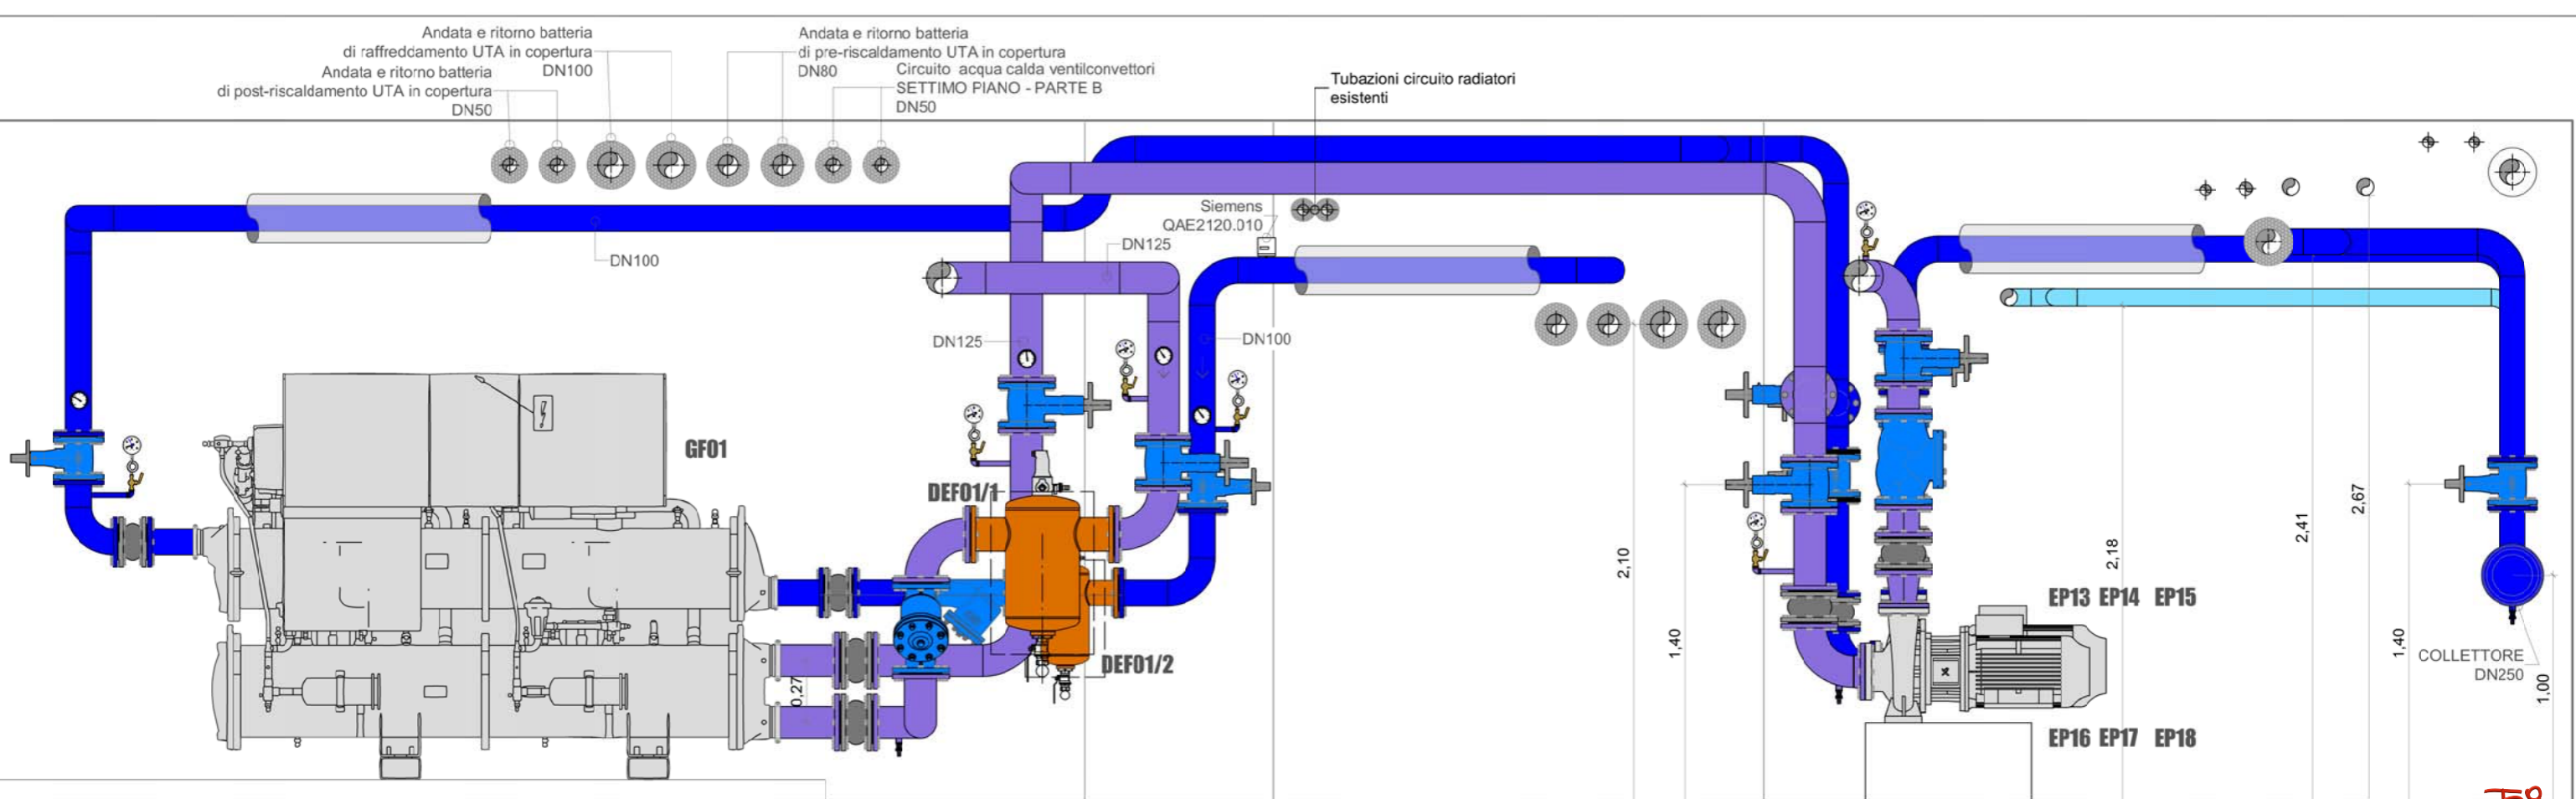 Andata e ritorno batteria
di raffreddamento UTA in copertura
DN100
Andata e ritorno batteria
di post-riscaldamento UTA in copertura
DN50
Andata e ritorno batteria
di pre-riscaldamento UTA in copertura
DN80
Circuito acqua calda ventilconvettori
SETTIMO PIANO - PARTE B
DN50
Tubazioni circuito radiatori
esistenti
Siemens
QAE2120.010
DN125
DN100
DN125
DN100
GF01
DEF01/1
DEF01/2
0,27
2,10
1,40
2,18
2,41
2,67
1,40
1,00
EP13 EP14 EP15
EP16 EP17 EP18
COLLETTORE
DN250